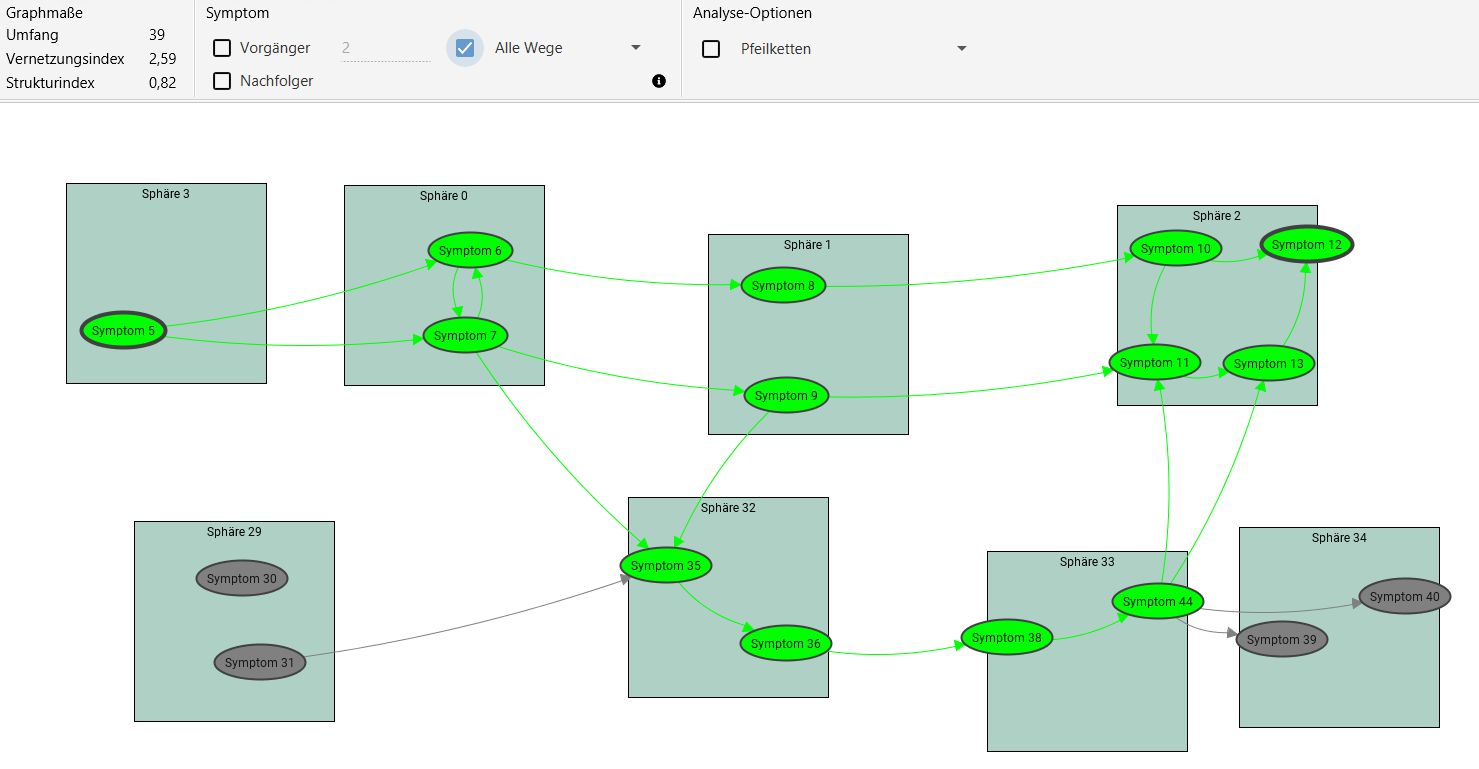 Graphmaße
Umfang 39
Vernetzungsindex 2,59
Strukturindex 0,82
Symptom
Vorgänger 2 Alle Wege
Nachfolger
Analyse-Optionen
Pfeilketten
Sphäre 3
Symptom 5
Sphäre 0
Symptom 6
Symptom 7
Sphäre 1
Symptom 8
Symptom 9
Sphäre 2
Symptom 10
Symptom 12
Symptom 11
Symptom 13
Sphäre 29
Symptom 30
Symptom 31
Sphäre 32
Symptom 35
Symptom 36
Sphäre 33
Symptom 44
Symptom 38
Sphäre 34
Symptom 40
Symptom 39